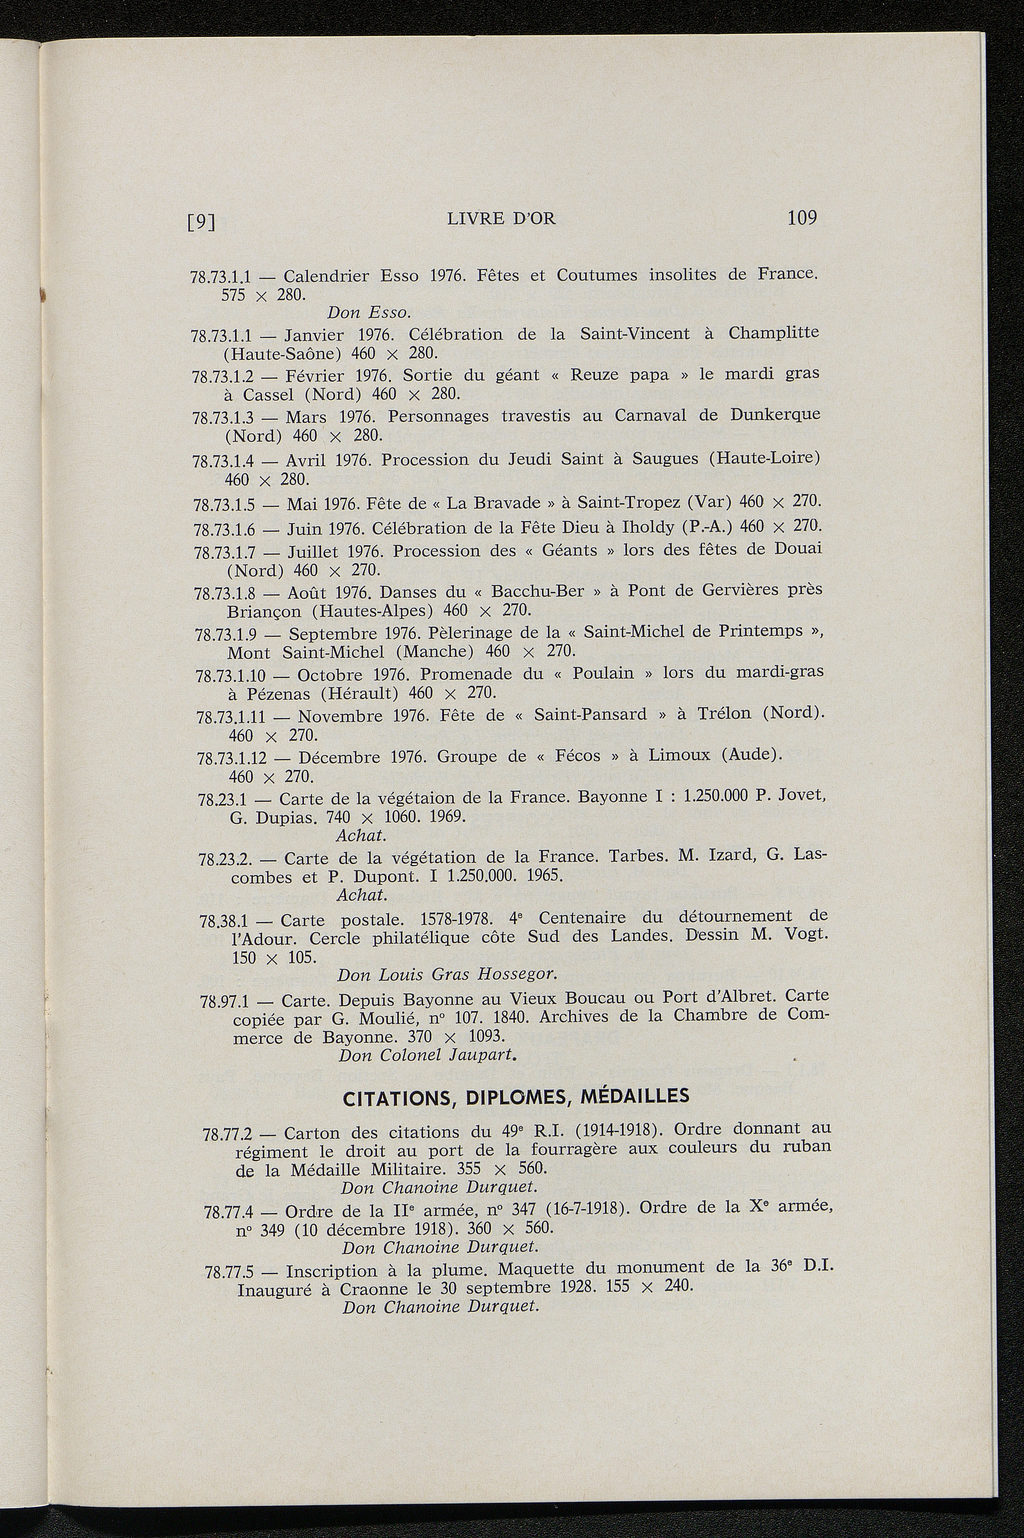 [9] LIVRE D'OR 109
78.73.1.1 — Calendrier Esso 1976. Fêtes et Coutumes insolites de France.
575 × 280.
Don Esso.
78.73.1.1 — Janvier 1976. Célébration de la Saint-Vincent à Champlitte
(Haute-Saône) 460 × 280.
78.73.1.2 — Février 1976. Sortie du géant « Reuze papa » le mardi gras
à Cassel (Nord) 460 × 280.
78.73.1.3 — Mars 1976. Personnages travestis au Carnaval de Dunkerque
(Nord) 460 × 280.
78.73.1.4 — Avril 1976. Procession du Jeudi Saint à Saugues (Haute-Loire)
460 × 280.
78.73.1.5 — Mai 1976. Fête de « La Bravade » à Saint-Tropez (Var) 460 × 270.
78.73.1.6 — Juin 1976. Célébration de la Fête Dieu à Iholdy (P.-A.) 460 × 270.
78.73.1.7 — Juillet 1976. Procession des « Géants » lors des fêtes de Douai
(Nord) 460 × 270.
78.73.1.8 — Août 1976. Danses du « Bacchu-Ber » à Pont de Gervières près
Briançon (Hautes-Alpes) 460 × 270.
78.73.1.9 — Septembre 1976. Pèlerinage de la « Saint-Michel de Printemps »,
Mont Saint-Michel (Manche) 460 × 270.
78.73.1.10 — Octobre 1976. Promenade du « Poulain » lors du mardi-gras
à Pézenas (Hérault) 460 × 270.
78.73.1.11 — Novembre 1976. Fête de « Saint-Pansard » à Trélon (Nord).
460 × 270.
78.73.1.12 — Décembre 1976. Groupe de « Fécos » à Limoux (Aude).
460 × 270.
78.23.1 — Carte de la végétaion de la France. Bayonne I : 1.250.000 P. Jovet,
G. Dupias. 740 × 1060. 1969.
Achat.
78.23.2. — Carte de la végétation de la France. Tarbes. M. Izard, G. Las-
combes et P. Dupont. I 1.250.000. 1965.
Achat.
78.38.1 — Carte postale. 1578-1978. 4e Centenaire du détournement de
l'Adour. Cercle philatélique côte Sud des Landes. Dessin M. Vogt.
150 × 105.
Don Louis Gras Hossegor.
78.97.1 — Carte. Depuis Bayonne au Vieux Boucau ou Port d'Albret. Carte
copiée par G. Moulié, n° 107. 1840. Archives de la Chambre de Com-
merce de Bayonne. 370 × 1093.
Don Colonel Jaupart.
CITATIONS, DIPLOMES, MÉDAILLES
78.77.2 — Carton des citations du 49e R.I. (1914-1918). Ordre donnant au
régiment le droit au port de la fourragère aux couleurs du ruban
de la Médaille Militaire. 355 × 560.
Don Chanoine Durquet.
78.77.4 — Ordre de la IIe armée, n° 347 (16-7-1918). Ordre de la Xe armée,
n° 349 (10 décembre 1918). 360 × 560.
Don Chanoine Durquet.
78.77.5 — Inscription à la plume. Maquette du monument de la 36e D.I.
Inauguré à Craonne le 30 septembre 1928. 155 × 240.
Don Chanoine Durquet.